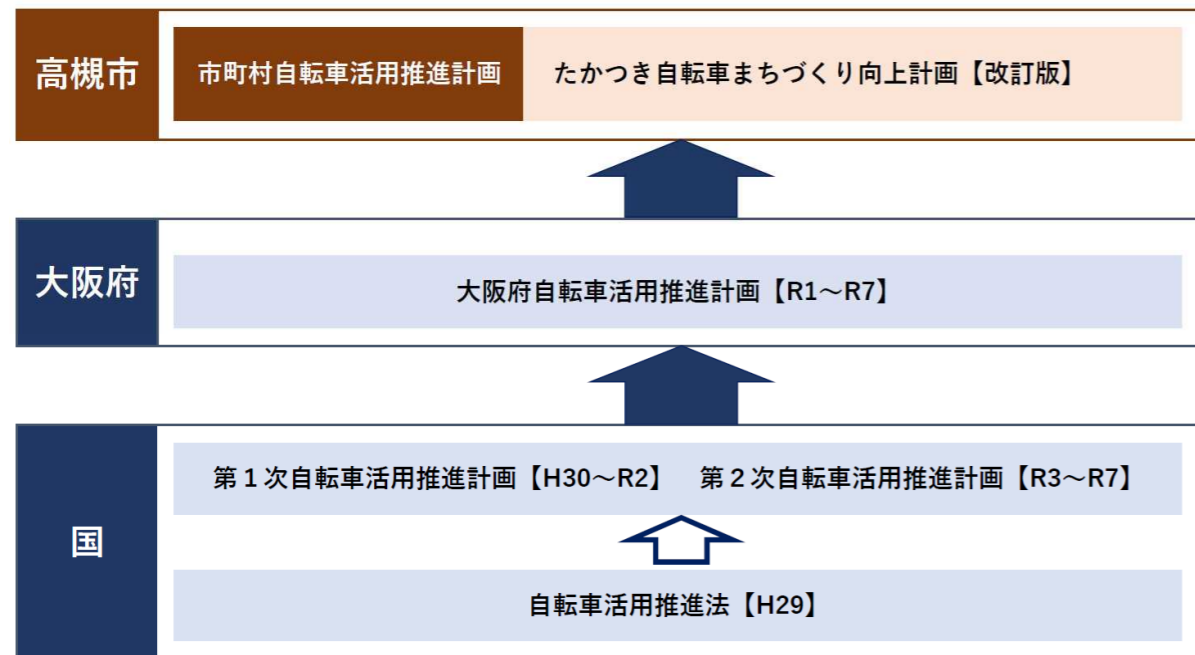 高槻市
市町村自転車活用推進計画
たかつき自転車まちづくり向上計画【改訂版】
大阪府
大阪府自転車活用推進計画【R1～R7】
国
第１次自転車活用推進計画【H30～R2】 第２次自転車活用推進計画【R3～R7】
自転車活用推進法【H29】